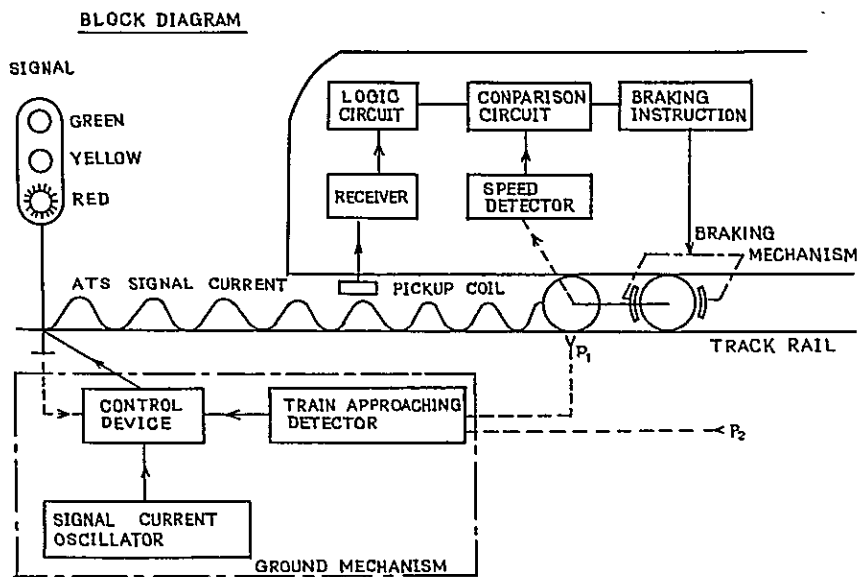 BLOCK DIAGRAM
SIGNAL
GREEN
YELLOW
RED
LOGIC
CIRCUIT
CONPARISON
CIRCUIT
BRAKING
INSTRUCTION
RECEIVER
SPEED
DETECTOR
BRAKING
MECHANISM
ATS SIGNAL CURRENT
PICKUP COIL
TRACK RAIL
P1
P2
CONTROL
DEVICE
TRAIN APPROACHING
DETECTOR
SIGNAL CURRENT
OSCILLATOR
GROUND MECHANISM